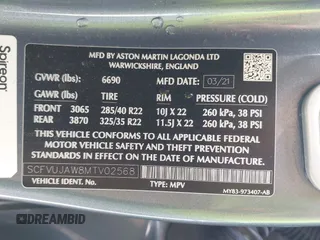 Spireon
MFD BY ASTON MARTIN LAGONDA LTD
WARWICKSHIRE, ENGLAND
GVWR (lbs): 6690 MFD DATE: 03/21
GAWR (lbs): TIRE RIM PRESSURE (COLD)
FRONT 3065 285/40 R22 10J X 22 260 kPa, 38 PSI
REAR 3870 325/35 R22 11.5J X 22 260 kPa, 38 PSI
THIS VEHICLE CONFORMS TO ALL APPLICABLE
FEDERAL MOTOR VEHICLE SAFETY AND THEFT
PREVENTION STANDARDS IN EFFECT ON THE DATE OF
MANUFACTURE SHOWN ABOVE.
SCFVUJAW8MTV02568
VEHICLE IDENT. No.: TYPE: MPV
MY83-973407-AB